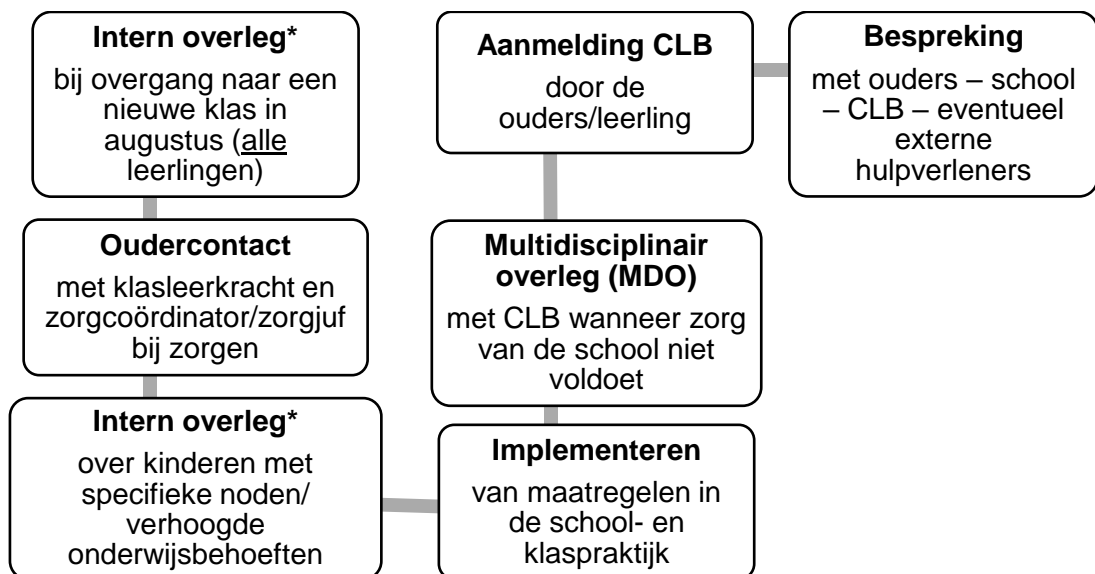 Intern overleg*
bij overgang naar een
nieuwe klas in
augustus (alle
leerlingen)
Oudercontact
met klasleerkracht en
zorgcoördinator/zorgjuf
bij zorgen
Intern overleg*
over kinderen met
specifieke noden/
verhoogde
onderwijsbehoeften
Implementeren
van maatregelen in
de school- en
klaspraktijk
Multidisciplinair
overleg (MDO)
met CLB wanneer zorg
van de school niet
voldoet
Aanmelding CLB
door de
ouders/leerling
Bespreking
met ouders – school
– CLB – eventueel
externe
hulpverleners